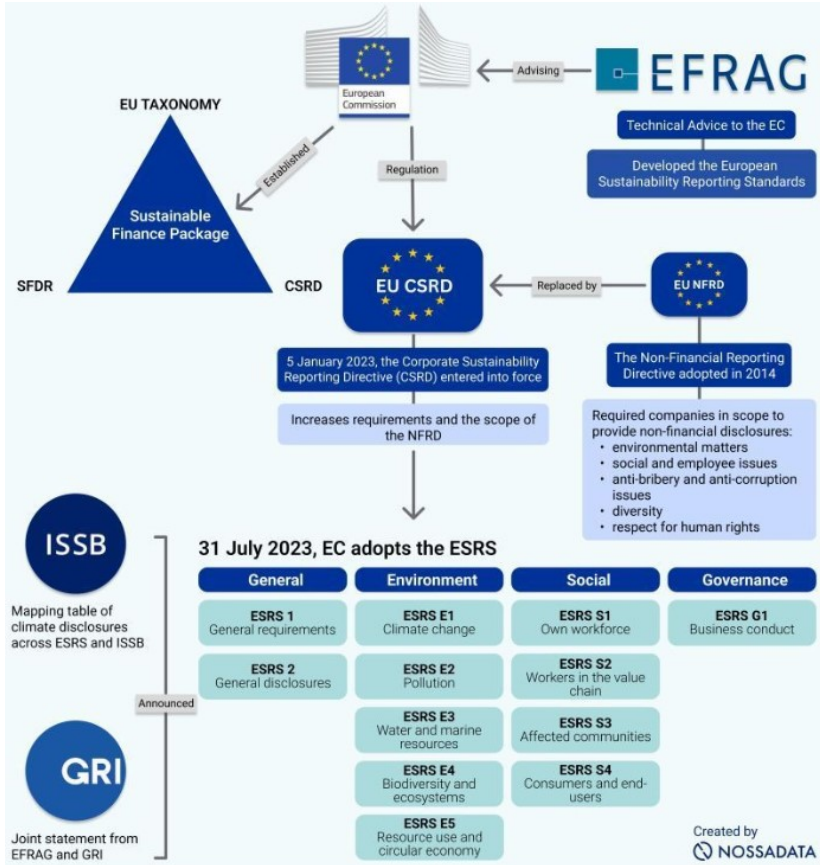 European
Commission
Advising
EFRAG
Technical Advice to the EC
Developed the European
Sustainability Reporting Standards
EU TAXONOMY
Established
Regulation
Sustainable
Finance Package
SFDR
CSRD
EU CSRD
Replaced by
EU NFRD
5 January 2023, the Corporate Sustainability
Reporting Directive (CSRD) entered into force
Increases requirements and the scope of
the NFRD
The Non-Financial Reporting
Directive adopted in 2014
Required companies in scope to
provide non-financial disclosures:
• environmental matters
• social and employee issues
• anti-bribery and anti-corruption
issues
• diversity
• respect for human rights
ISSB
Mapping table of
climate disclosures
across ESRS and ISSB
Announced
GRI
Joint statement from
EFRAG and GRI
31 July 2023, EC adopts the ESRS
General
ESRS 1
General requirements
ESRS 2
General disclosures
Environment
ESRS E1
Climate change
ESRS E2
Pollution
ESRS E3
Water and marine
resources
ESRS E4
Biodiversity and
ecosystems
ESRS E5
Resource use and
circular economy
Social
ESRS S1
Own workforce
ESRS S2
Workers in the value
chain
ESRS S3
Affected communities
ESRS S4
Consumers and end-
users
Governance
ESRS G1
Business conduct
Created by
NOSSADATA